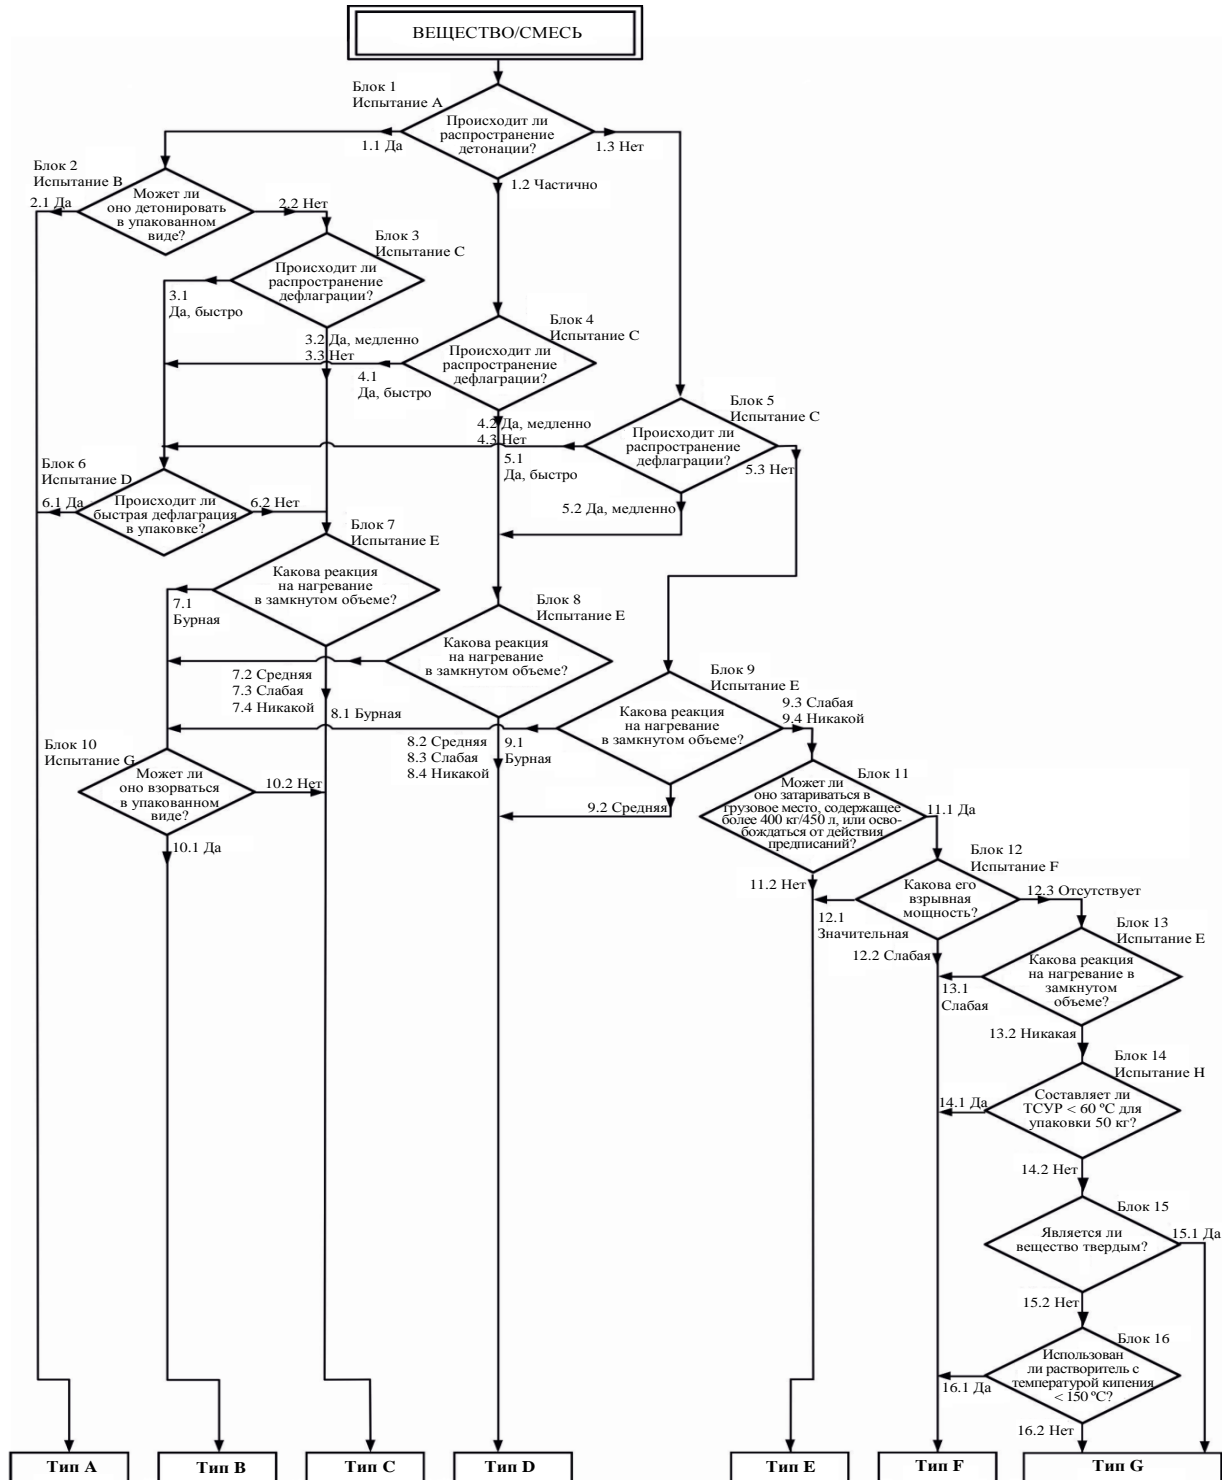 ВЕЩЕСТВО/СМЕСЬ
Блок 1
Испытание A
Происходит ли
распространение
детонации?
1.1 Да
1.3 Нет
1.2 Частично
Блок 2
Испытание B
Может ли
оно детонировать
в упакованном
виде?
2.1 Да
2.2 Нет
Блок 3
Испытание C
Происходит ли
распространение
дефлаграции?
3.1
Да, быстро
3.2 Да, медленно
3.3 Нет
Блок 4
Испытание C
Происходит ли
распространение
дефлаграции?
4.1
Да, быстро
4.2 Да, медленно
4.3 Нет
Блок 5
Испытание C
Происходит ли
распространение
дефлаграции?
5.1
Да, быстро
5.3 Нет
5.2 Да, медленно
Блок 6
Испытание D
Происходит ли
быстрая дефлаграция
в упаковке?
6.1 Да
6.2 Нет
Блок 7
Испытание E
Какова реакция
на нагревание
в замкнутом объеме?
7.1
Бурная
7.2 Средняя
7.3 Слабая
7.4 Никакой
Блок 8
Испытание E
Какова реакция
на нагревание
в замкнутом объеме?
8.1 Бурная
8.2 Средняя
8.3 Слабая
8.4 Никакой
Блок 9
Испытание E
Какова реакция
на нагревание
в замкнутом объеме?
9.3 Слабая
9.4 Никакой
9.1
Бурная
9.2 Средняя
Блок 10
Испытание G
Может ли
оно взорваться
в упакованном
виде?
10.2 Нет
10.1 Да
Блок 11
Может ли
оно затариваться в
грузовое место, содержащее
более 400 кг/450 л, или осво-
бождаться от действия
предписаний?
11.1 Да
11.2 Нет
Блок 12
Испытание F
Какова его
взрывная
мощность?
12.3 Отсутствует
12.1
Значительная
12.2 Слабая
Блок 13
Испытание E
Какова реакция
на нагревание в
замкнутом
объеме?
13.1
Слабая
13.2 Никакая
Блок 14
Испытание H
Составляет ли
ТСУР < 60 ºC для
упаковки 50 кг?
14.1 Да
14.2 Нет
Блок 15
Является ли
вещество твердым?
15.1 Да
15.2 Нет
Блок 16
Использован
ли растворитель с
температурой кипения
< 150 ºC?
16.1 Да
16.2 Нет
Тип A
Тип B
Тип C
Тип D
Тип E
Тип F
Тип G